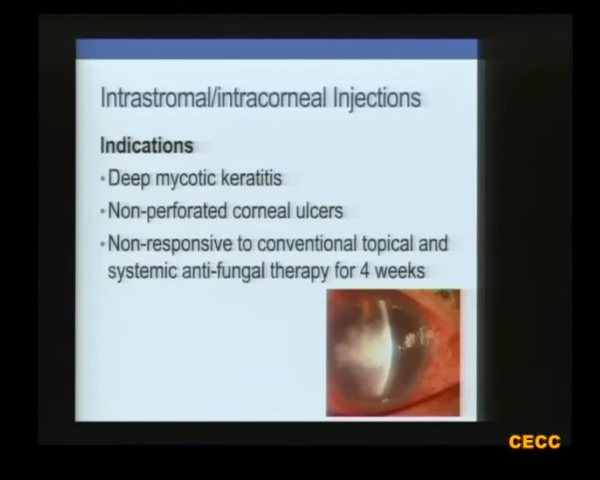 Intrastromal/intracorneal Injections
Indications
•Deep mycotic keratitis
•Non-perforated corneal ulcers
•Non-responsive to conventional topical and
systemic anti-fungal therapy for 4 weeks
CECC